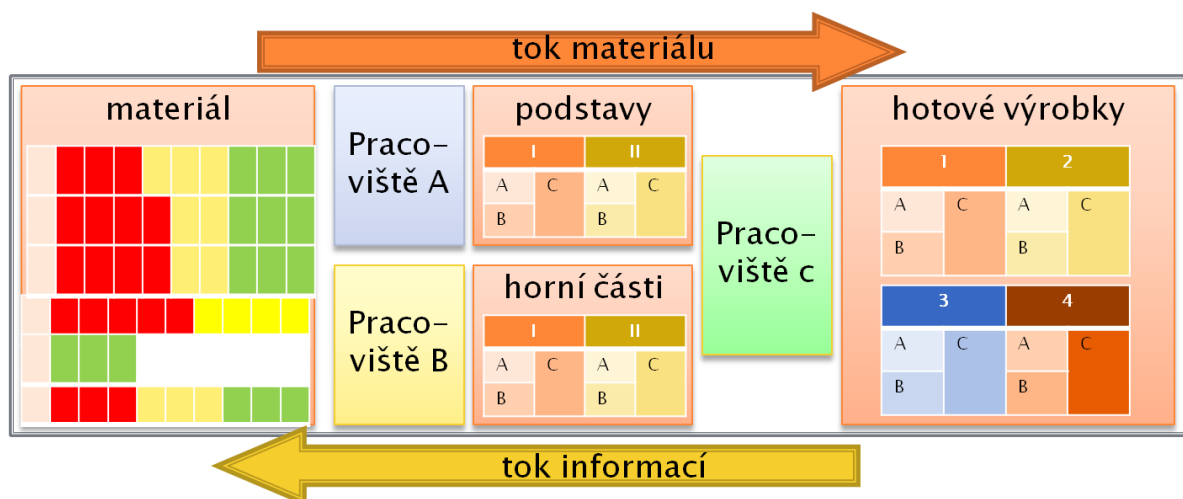 tok materiálu
materiál
Praco-
viště A
podstavy
I II
A C A C
B B
Praco-
viště B
horní části
I II
A C A C
B B
Praco-
viště c
hotové výrobky
1 2
A C A C
B B
3 4
A C A C
B B
tok informací